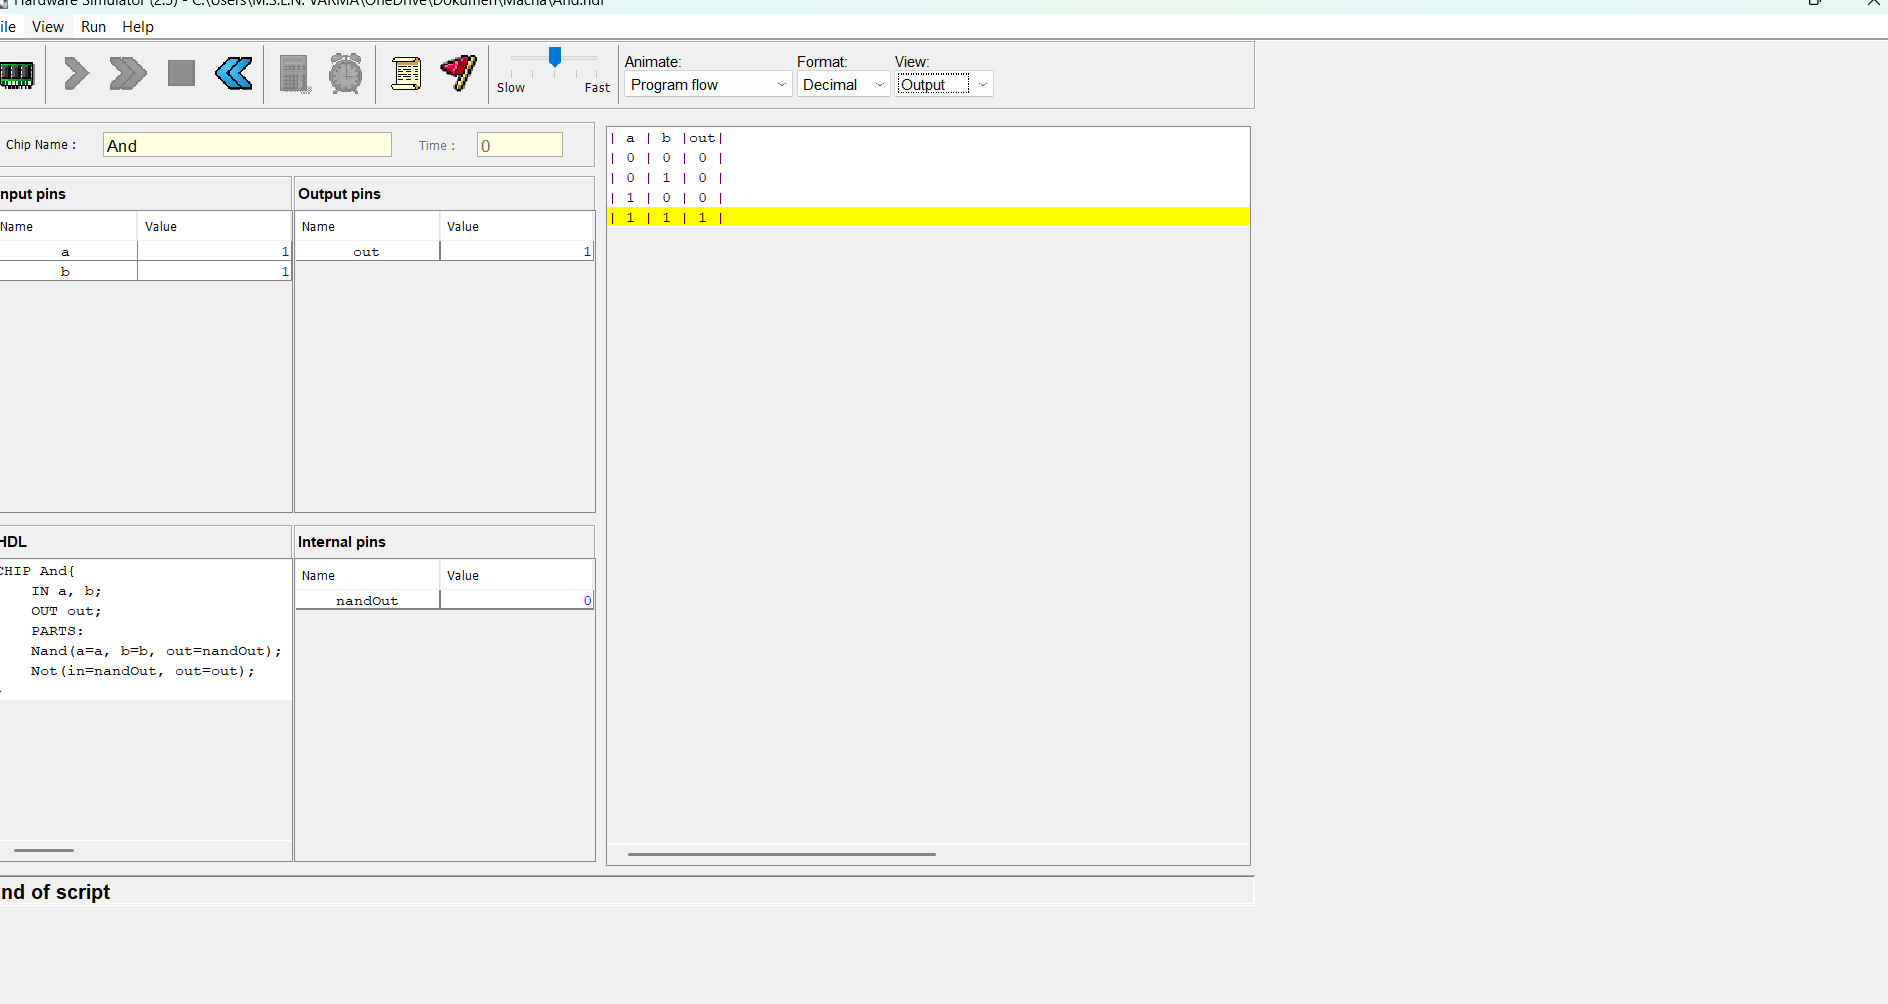 Hardware Simulator (2.5) - C:\Users\M.S.E.N. VARMA\OneDrive\Dokumen\Macha\And.hdl
ile View Run Help
Slow Fast
Animate: Format: View:
Program flow Decimal Output
Chip Name : And Time : 0
nput pins
Name Value
a 1
b 1
Output pins
Name Value
out 1
| a | b |out|
| 0 | 0 | 0 |
| 0 | 1 | 0 |
| 1 | 0 | 0 |
| 1 | 1 | 1 |
HDL
CHIP And{
IN a, b;
OUT out;
PARTS:
Nand(a=a, b=b, out=nandOut);
Not(in=nandOut, out=out);
Internal pins
Name Value
nandOut 0
nd of script